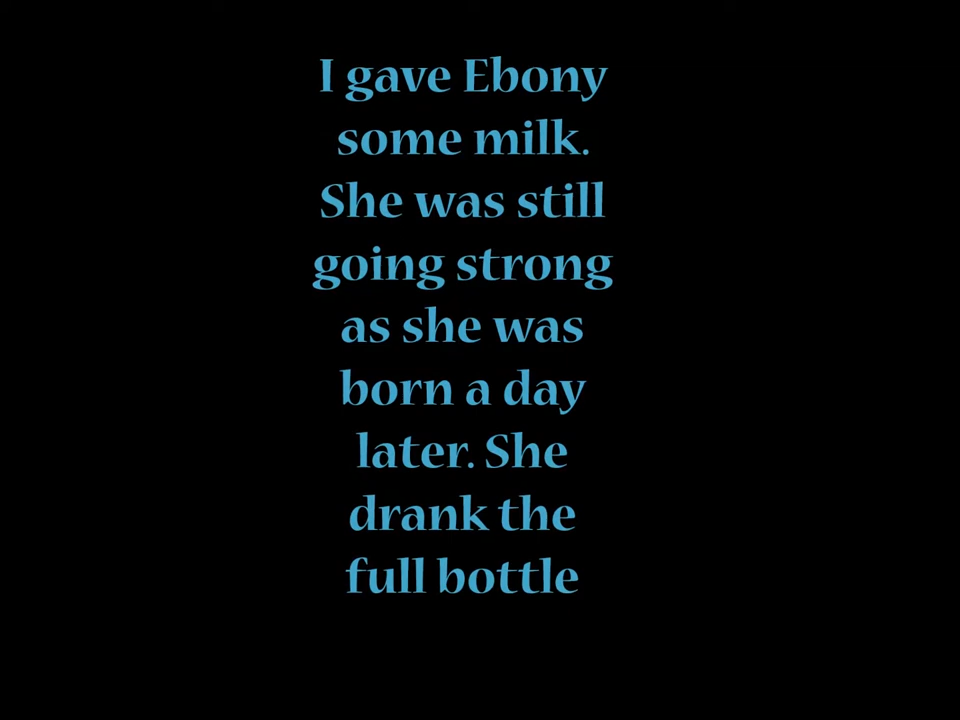 I gave Ebony
some milk.
She was still
going strong
as she was
born a day
later. She
drank the
full bottle